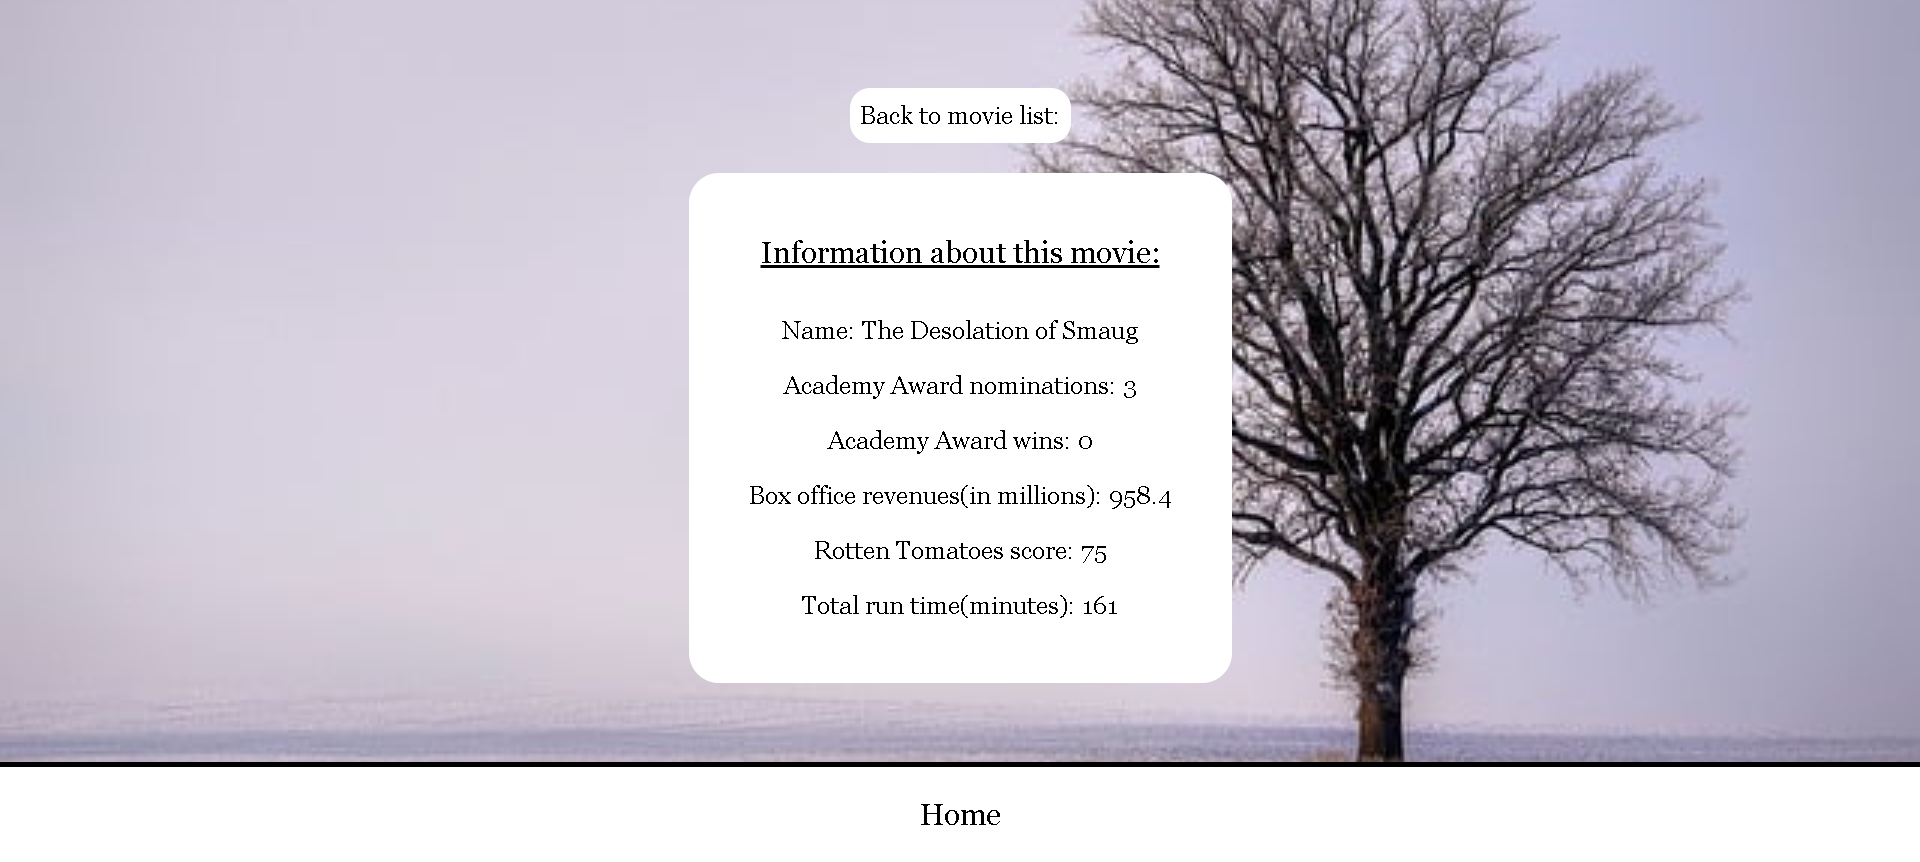 Back to movie list:
Information about this movie:
Name: The Desolation of Smaug
Academy Award nominations: 3
Academy Award wins: 0
Box office revenues(in millions): 958.4
Rotten Tomatoes score: 75
Total run time(minutes): 161
Home